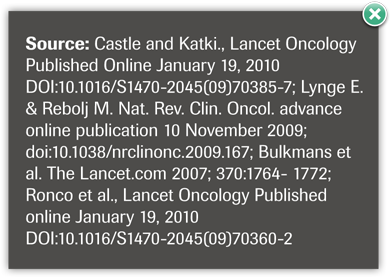 Source: Castle and Katki., Lancet Oncology
Published Online January 19, 2010
DOI:10.1016/S1470-2045(09)70385-7; Lynge E.
& Rebolj M. Nat. Rev. Clin. Oncol. advance
online publication 10 November 2009;
doi:10.1038/nrclinonc.2009.167; Bulkmans et
al. The Lancet.com 2007; 370:1764- 1772;
Ronco et al., Lancet Oncology Published
online January 19, 2010
DOI:10.1016/S1470-2045(09)70360-2